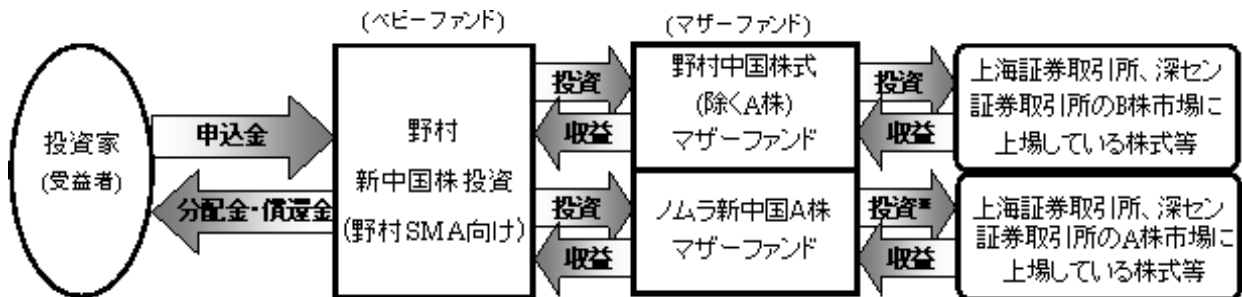 (ベビーファンド)
(マザーファンド)
投資家
(受益者)
申込金
分配金・償還金
野村
新中国株投資
(野村SMA向け)
投資
収益
投資
収益
野村中国株式
(除くA株)
マザーファンド
ノムラ新中国A株
マザーファンド
投資
収益
投資※
収益
上海証券取引所、深セン
証券取引所のB株市場に
上場している株式等
上海証券取引所、深セン
証券取引所のA株市場に
上場している株式等